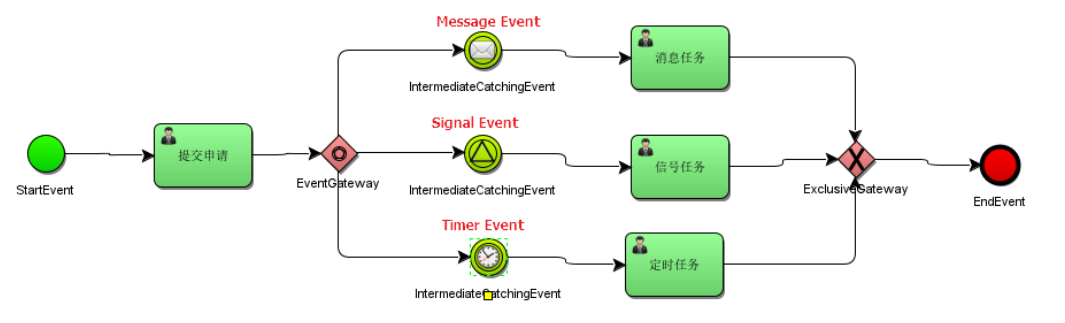 Message Event
IntermediateCatchingEvent
消息任务
Signal Event
IntermediateCatchingEvent
信号任务
StartEvent
提交申请
EventGateway
ExclusiveGateway
EndEvent
Timer Event
IntermediateCatchingEvent
定时任务